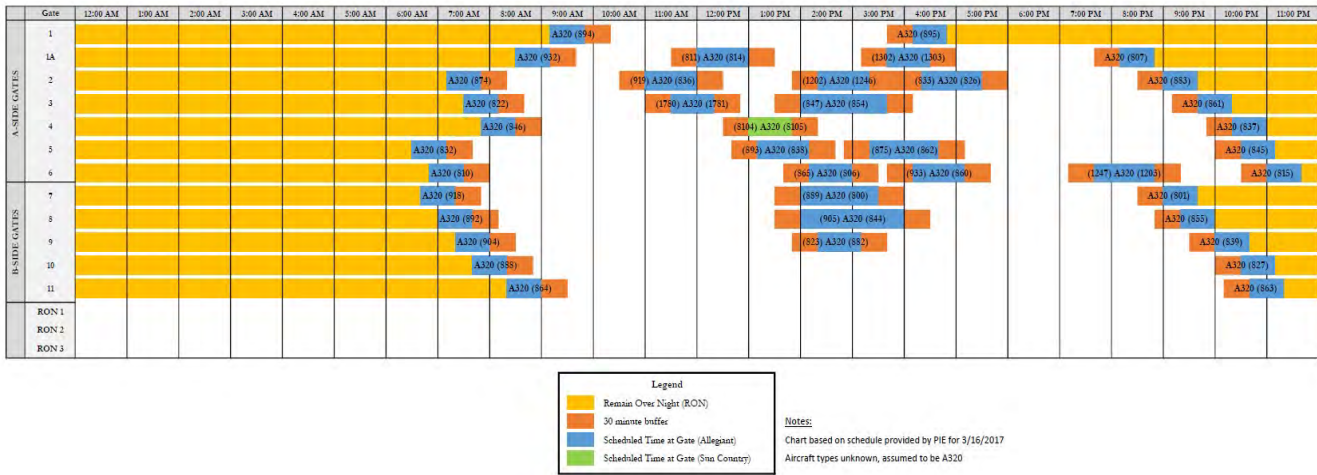 Gate 12:00 AM 1:00 AM 2:00 AM 3:00 AM 4:00 AM 5:00 AM 6:00 AM 7:00 AM 8:00 AM 9:00 AM 10:00 AM 11:00 AM 12:00 PM 1:00 PM 2:00 PM 3:00 PM 4:00 PM 5:00 PM 6:00 PM 7:00 PM 8:00 PM 9:00 PM 10:00 PM 11:00 PM
A-SIDE GATES
1 A320 (894) A320 (895)
1A A320 (932) (811) A320 (814) (1302) A320 (1303) A320 (807)
2 A320 (874) (919) A320 (836) (1202) A320 (1246) (833) A320 (826) A320 (883)
3 A320 (822) (1780) A320 (1781) (847) A320 (854) A320 (861)
4 A320 (846) (8104) A320 (8105) A320 (837)
5 A320 (832) (893) A320 (838) (875) A320 (862) A320 (845)
6 A320 (810) (865) A320 (806) (933) A320 (860) (1247) A320 (1203) A320 (815)
B-SIDE GATES
7 A320 (918) (889) A320 (800) A320 (801)
8 A320 (892) (905) A320 (844) A320 (855)
9 A320 (904) (823) A320 (882) A320 (839)
10 A320 (888) A320 (827)
11 A320 (864) A320 (863)
RON 1
RON 2
RON 3
Legend
Remain Over Night (RON)
30 minute buffer
Scheduled Time at Gate (Allegiant)
Scheduled Time at Gate (Sun Country)
Notes:
Chart based on schedule provided by PIE for 3/16/2017
Aircraft types unknown, assumed to be A320